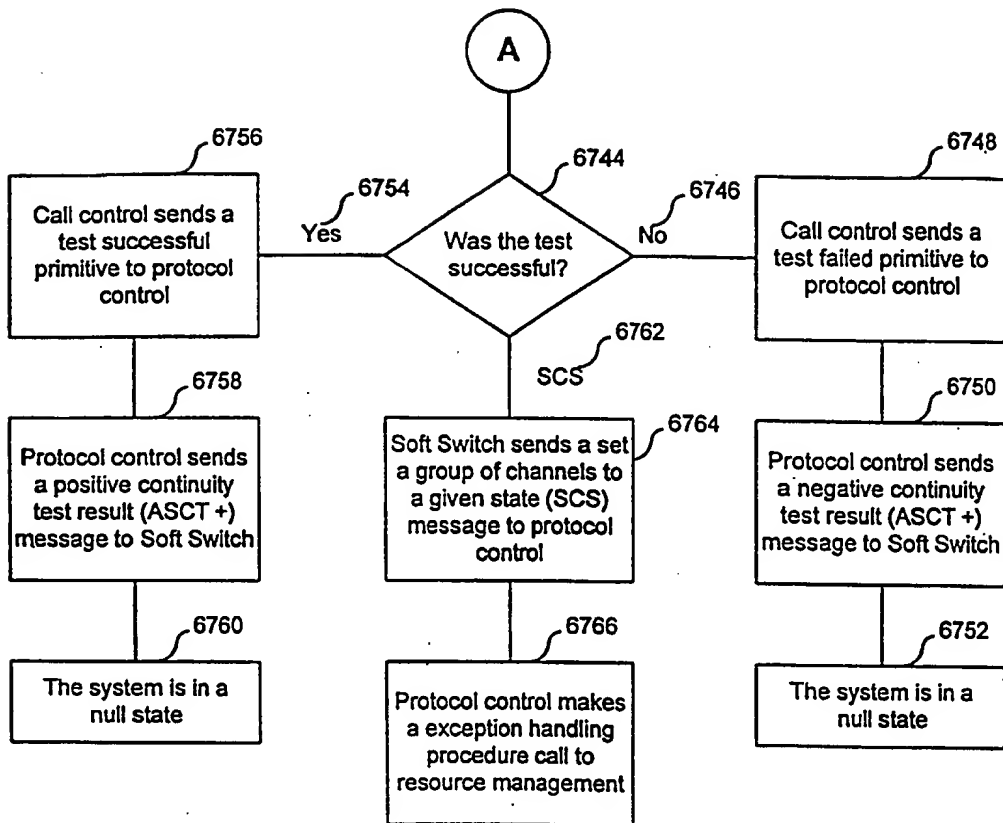 A
6756
6744
6748
6754
6746
Call control sends a
test successful
primitive to protocol
control
Yes
Was the test
successful?
No
Call control sends a
test failed primitive to
protocol control
6762
SCS
6758
6764
6750
Protocol control sends
a positive continuity
test result (ASCT +)
message to Soft Switch
Soft Switch sends a set
a group of channels to
a given state (SCS)
message to protocol
control
Protocol control sends
a negative continuity
test result (ASCT +)
message to Soft Switch
6760
6766
6752
The system is in a
null state
Protocol control makes
a exception handling
procedure call to
resource management
The system is in a
null state